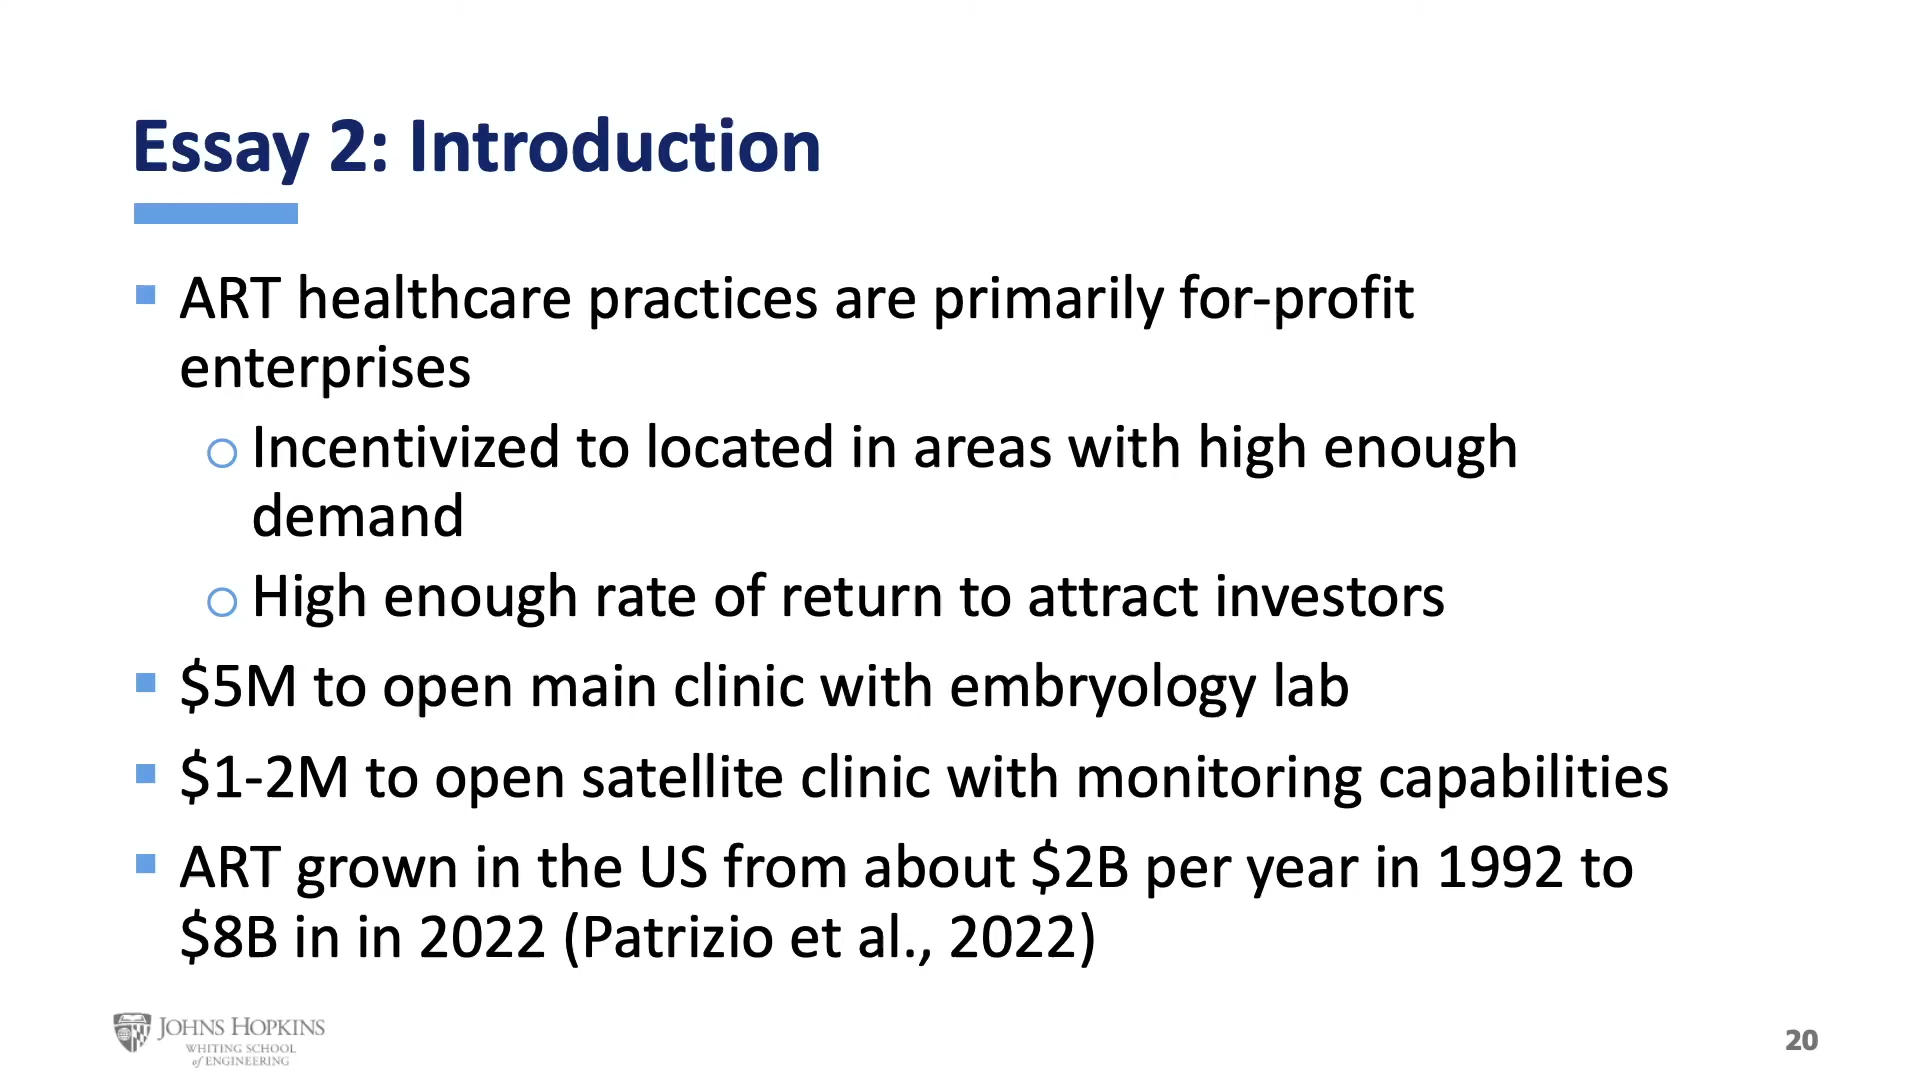 Essay 2: Introduction
ART healthcare practices are primarily for-profit
enterprises
Incentivized to located in areas with high enough
demand
High enough rate of return to attract investors
$5M to open main clinic with embryology lab
$1-2M to open satellite clinic with monitoring capabilities
ART grown in the US from about $2B per year in 1992 to
$8B in in 2022 (Patrizio et al., 2022)
JOHNS HOPKINS
WHITING SCHOOL
of ENGINEERING
20